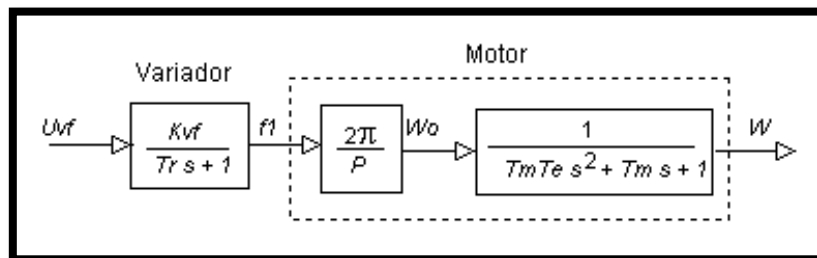 Motor
Variador
Uvf
Kvf
Tr s + 1
f1
2π
P
Wo
1
TmTe s² + Tm s + 1
W